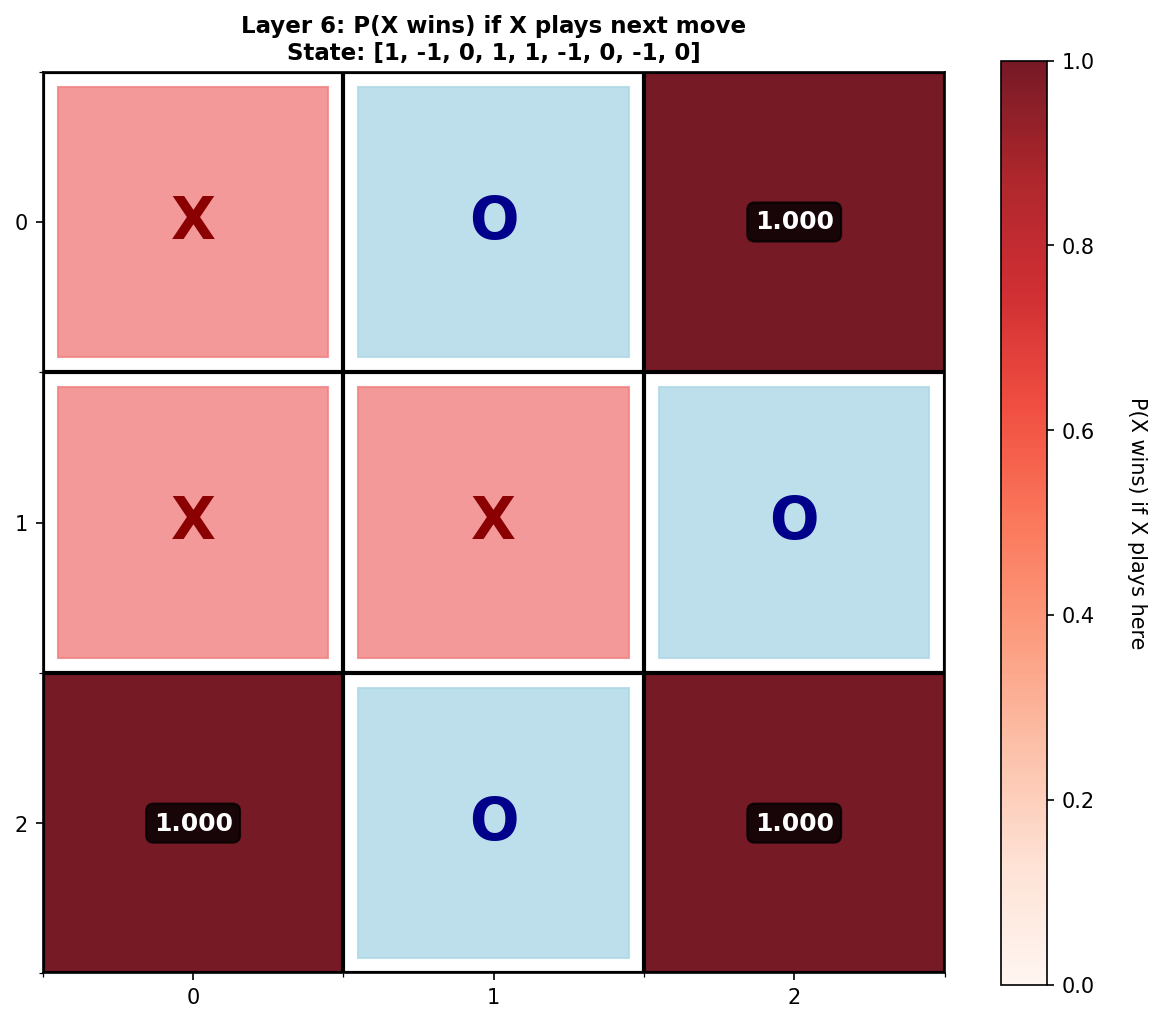 Layer 6: P(X wins) if X plays next move
State: [1, -1, 0, 1, 1, -1, 0, -1, 0]
0
X
O
1.000
1
X
X
O
2
1.000
O
1.000
0
1
2
1.0
0.8
0.6
0.4
0.2
0.0
P(X wins) if X plays here